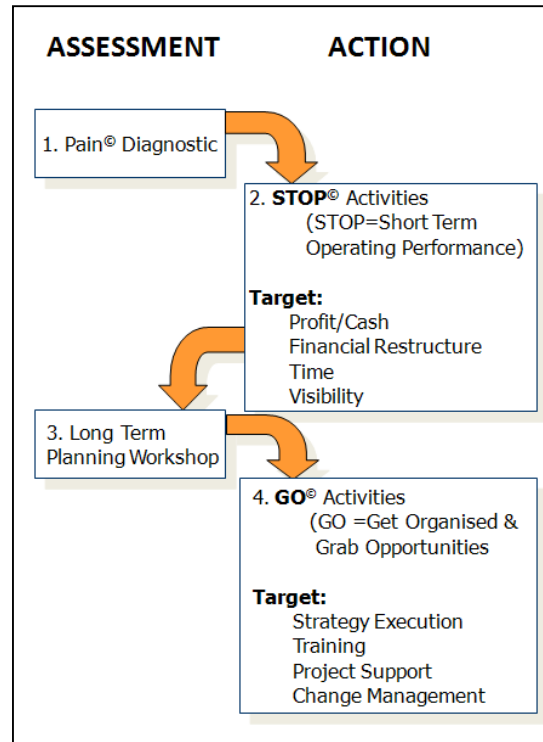 ASSESSMENT
ACTION
1. Pain© Diagnostic
2. STOP© Activities
(STOP=Short Term
Operating Performance)
Target:
Profit/Cash
Financial Restructure
Time
Visibility
3. Long Term
Planning Workshop
4. GO© Activities
(GO =Get Organised &
Grab Opportunities
Target:
Strategy Execution
Training
Project Support
Change Management